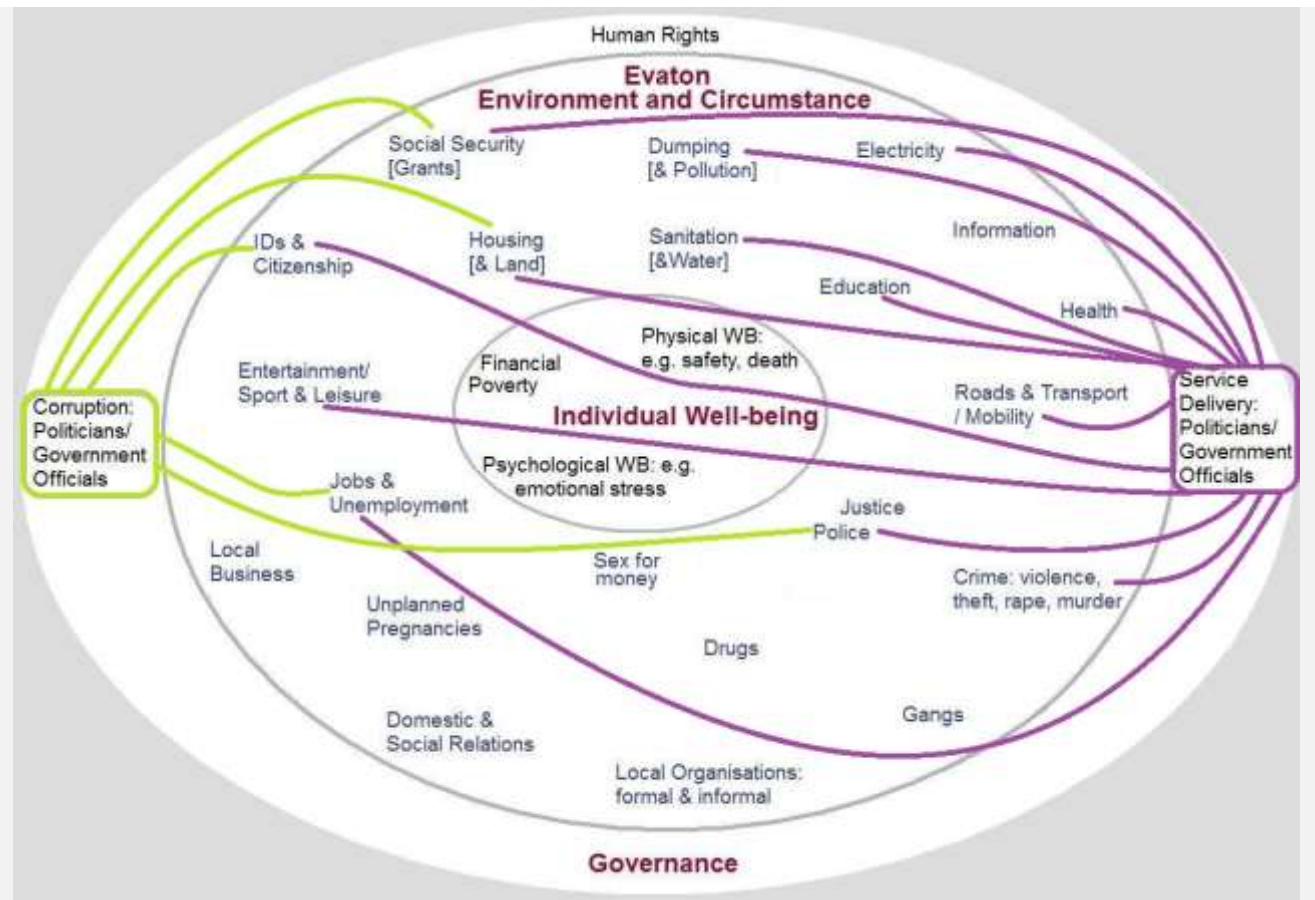 Human Rights
Evaton
Environment and Circumstance
Social Security
[Grants]
Dumping
[& Pollution]
Electricity
IDs &
Citizenship
Housing
[& Land]
Sanitation
[&Water]
Information
Education
Health
Physical WB:
e.g. safety, death
Financial
Poverty
Individual Well-being
Psychological WB: e.g.
emotional stress
Entertainment/
Sport & Leisure
Roads & Transport
/ Mobility
Corruption:
Politicians/
Government
Officials
Service
Delivery:
Politicians/
Government
Officials
Jobs &
Unemployment
Justice
Police
Local
Business
Sex for
money
Crime: violence,
theft, rape, murder
Unplanned
Pregnancies
Drugs
Gangs
Domestic &
Social Relations
Local Organisations:
formal & informal
Governance